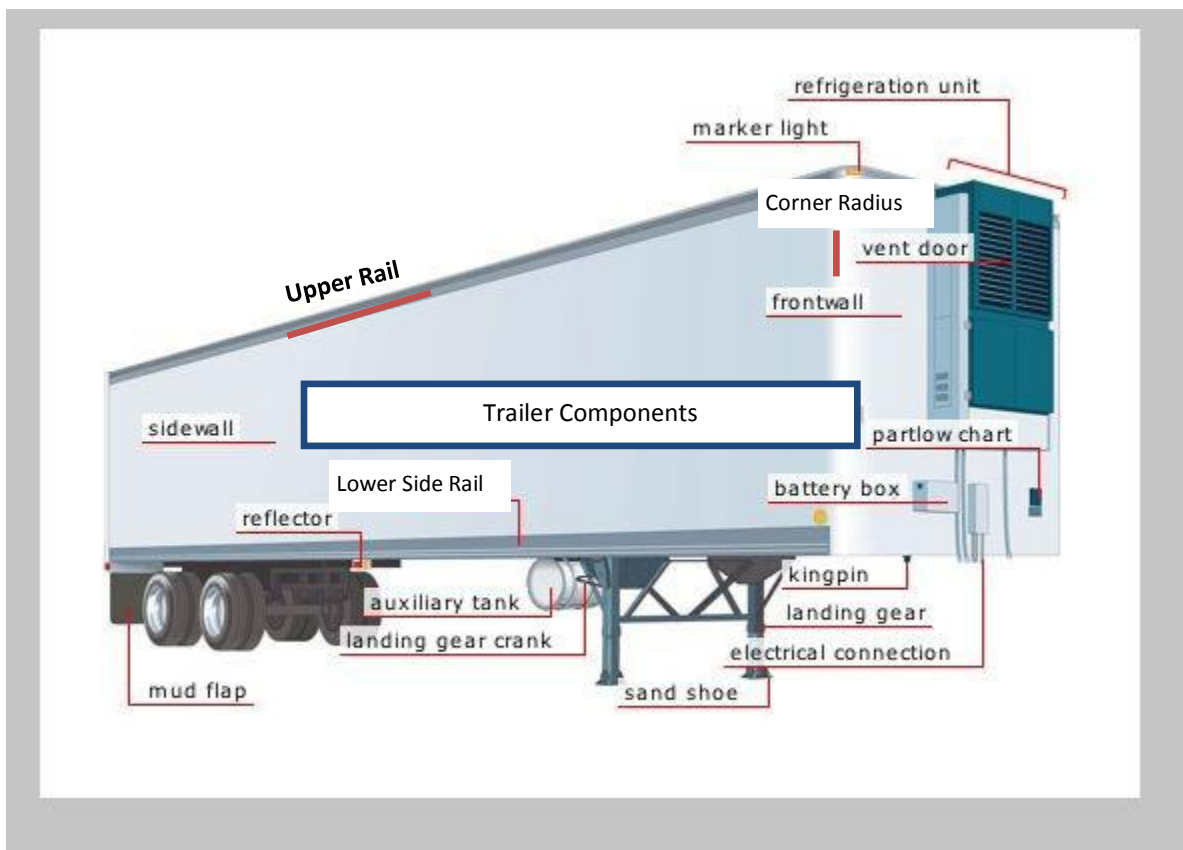 refrigeration unit
marker light
Corner Radius
vent door
Upper Rail
frontwall
Trailer Components
sidewall
partlow chart
Lower Side Rail
battery box
reflector
kingpin
auxiliary tank
landing gear
landing gear crank
electrical connection
mud flap
sand shoe